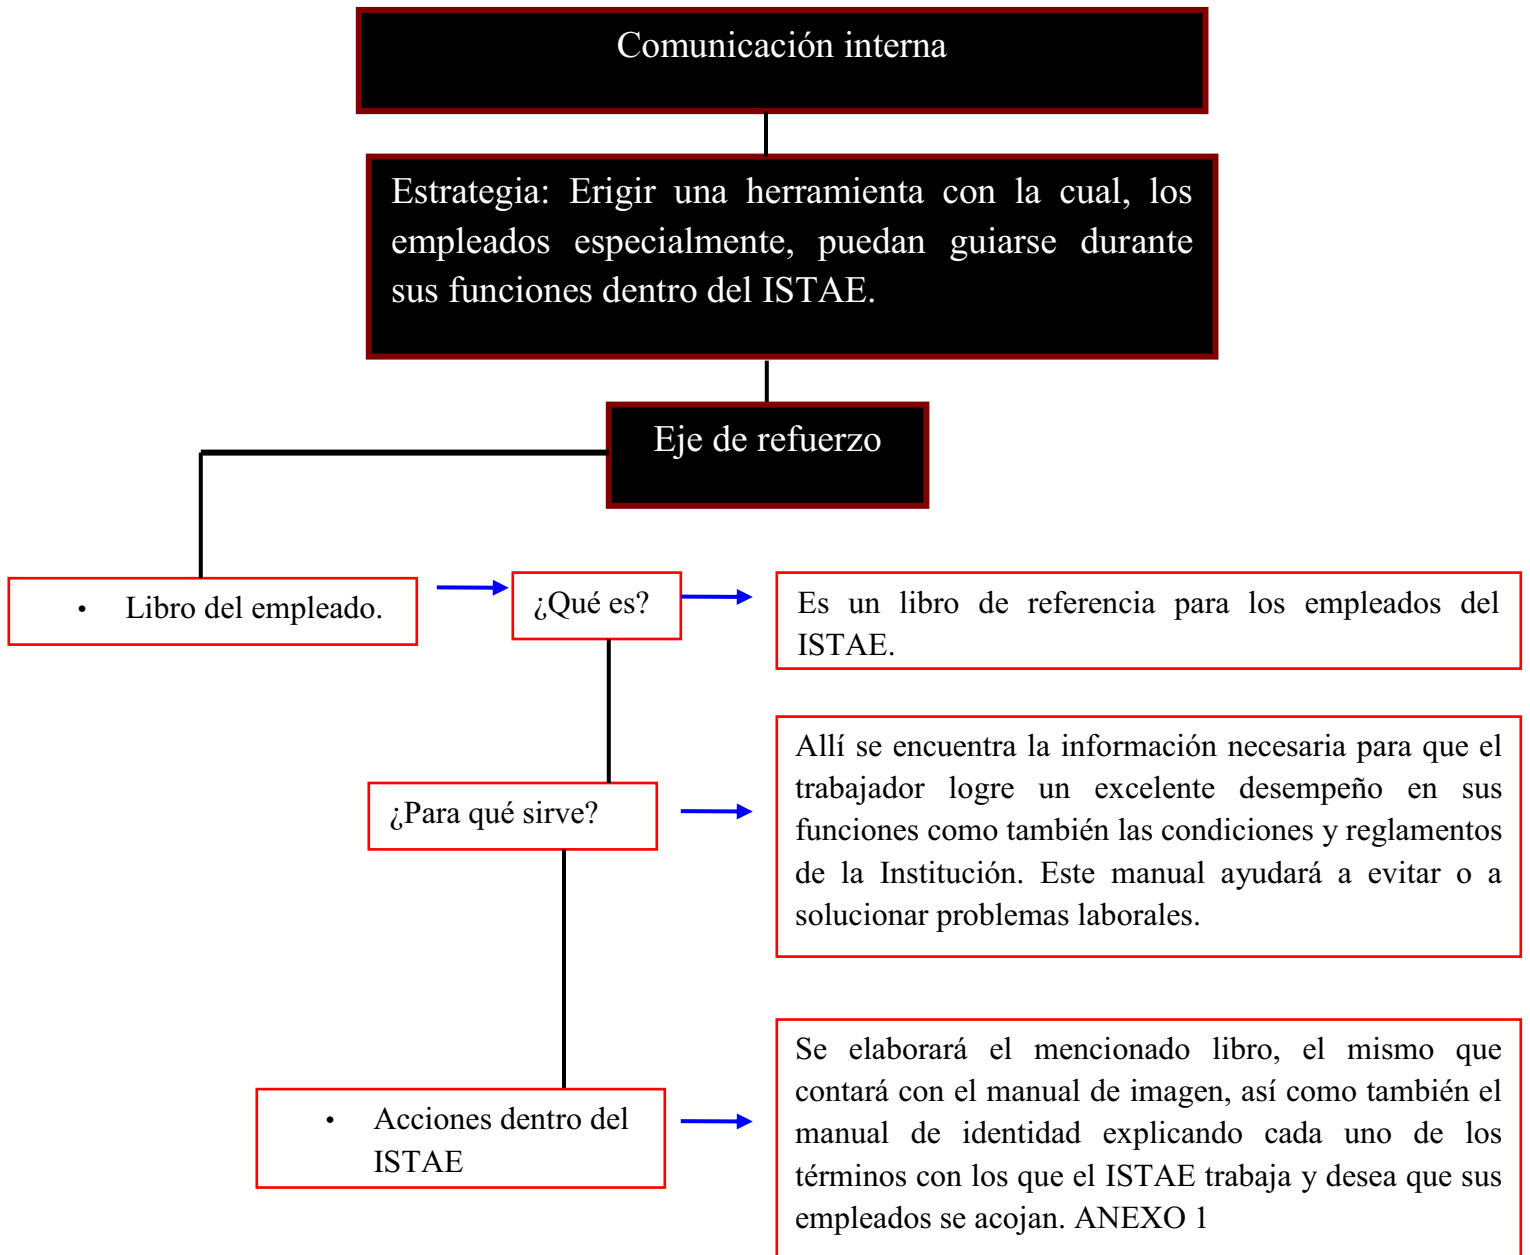 Comunicación interna
Estrategia: Erigir una herramienta con la cual, los
empleados especialmente, puedan guiarse durante
sus funciones dentro del ISTAE.
Eje de refuerzo
• Libro del empleado.
¿Qué es?
Es un libro de referencia para los empleados del
ISTAE.
¿Para qué sirve?
Allí se encuentra la información necesaria para que el
trabajador logre un excelente desempeño en sus
funciones como también las condiciones y reglamentos
de la Institución. Este manual ayudará a evitar o a
solucionar problemas laborales.
• Acciones dentro del
ISTAE
Se elaborará el mencionado libro, el mismo que
contará con el manual de imagen, así como también el
manual de identidad explicando cada uno de los
términos con los que el ISTAE trabaja y desea que sus
empleados se acojan. ANEXO 1